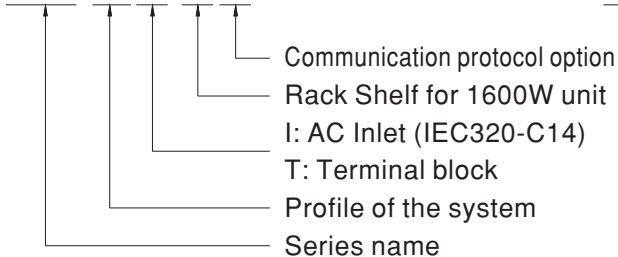 Communication protocol option
Rack Shelf for 1600W unit
I: AC Inlet (IEC320-C14)
T: Terminal block
Profile of the system
Series name